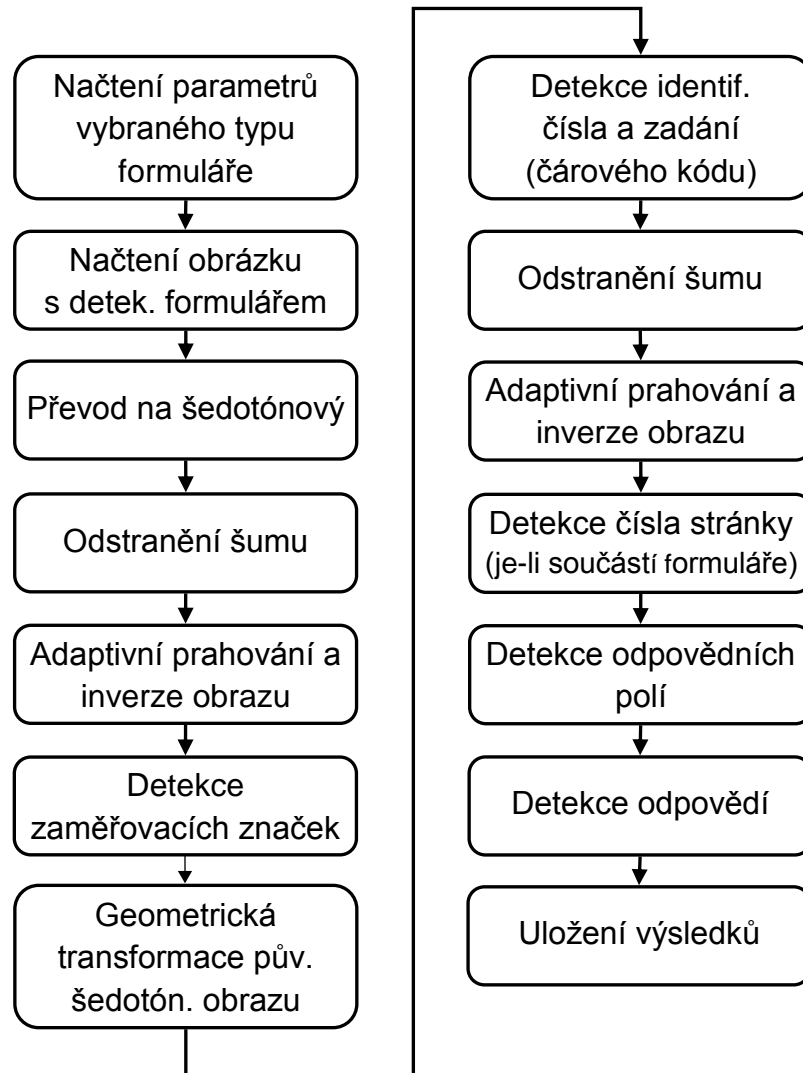 Načtení parametrů
vybraného typu
formuláře
Načtení obrázku
s detek. formulářem
Převod na šedotónový
Odstranění šumu
Adaptivní prahování a
inverze obrazu
Detekce
zaměřovacích značek
Geometrická
transformace pův.
šedotón. obrazu
Detekce identif.
čísla a zadání
(čárového kódu)
Odstranění šumu
Adaptivní prahování a
inverze obrazu
Detekce čísla stránky
(je-li součástí formuláře)
Detekce odpovědních
polí
Detekce odpovědí
Uložení výsledků